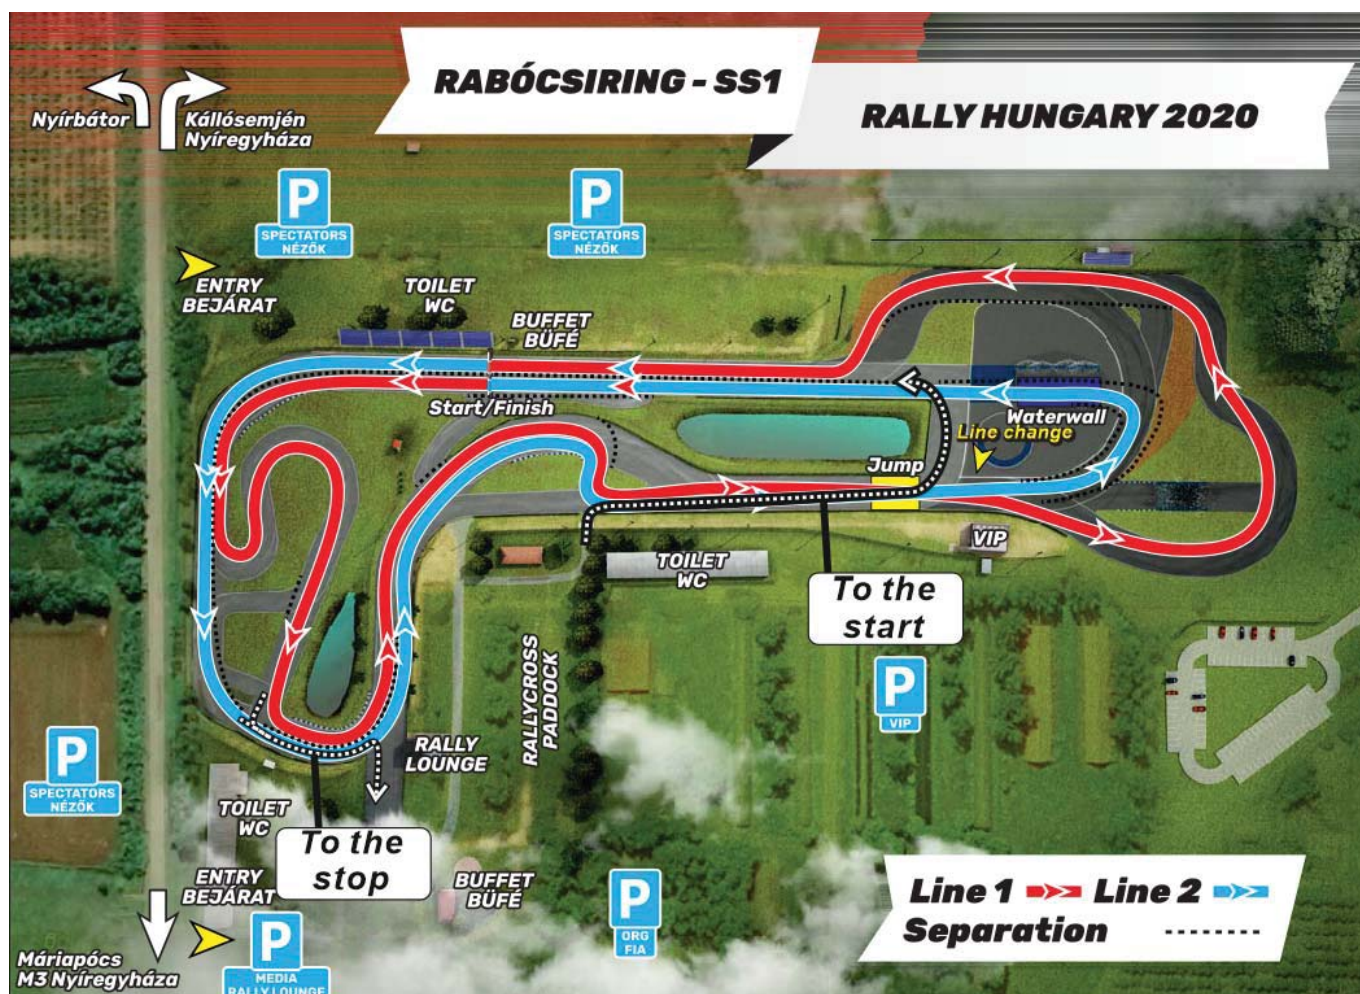 RABÓCSIRING - SS1
RALLY HUNGARY 2020
Nyírbátor
Kállósemjén
Nyíregyháza
P
SPECTATORS
NÉZŐK
P
SPECTATORS
NÉZŐK
ENTRY
BEJÁRAT
TOILET
WC
BUFFET
BÜFÉ
Start/Finish
Waterwall
Line change
Jump
VIP
TOILET
WC
To the
start
RALLYCROSS
PADDOCK
P
VIP
RALLY
LOUNGE
P
SPECTATORS
NÉZŐK
TOILET
WC
To the
stop
ENTRY
BEJÁRAT
BUFFET
BÜFÉ
P
ORG
FIA
Line 1
Line 2
Separation
Máriapócs
M3 Nyíregyháza
P
MEDIA
RALLY LOUNGE